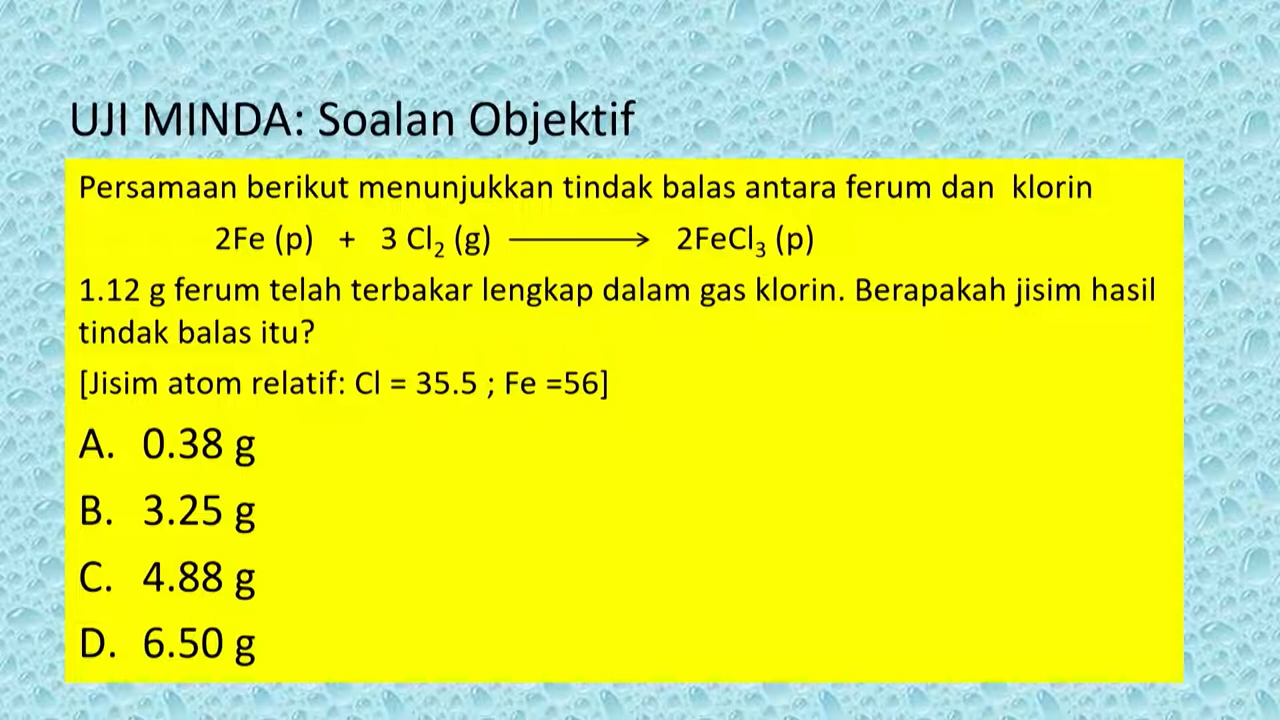 UJI MINDA: Soalan Objektif
Persamaan berikut menunjukkan tindak balas antara ferum dan klorin
2Fe (p) + 3 Cl₂ (g) ⟶ 2FeCl₃ (p)
1.12 g ferum telah terbakar lengkap dalam gas klorin. Berapakah jisim hasil
tindak balas itu?
[Jisim atom relatif: Cl = 35.5 ; Fe =56]
A. 0.38 g
B. 3.25 g
C. 4.88 g
D. 6.50 g